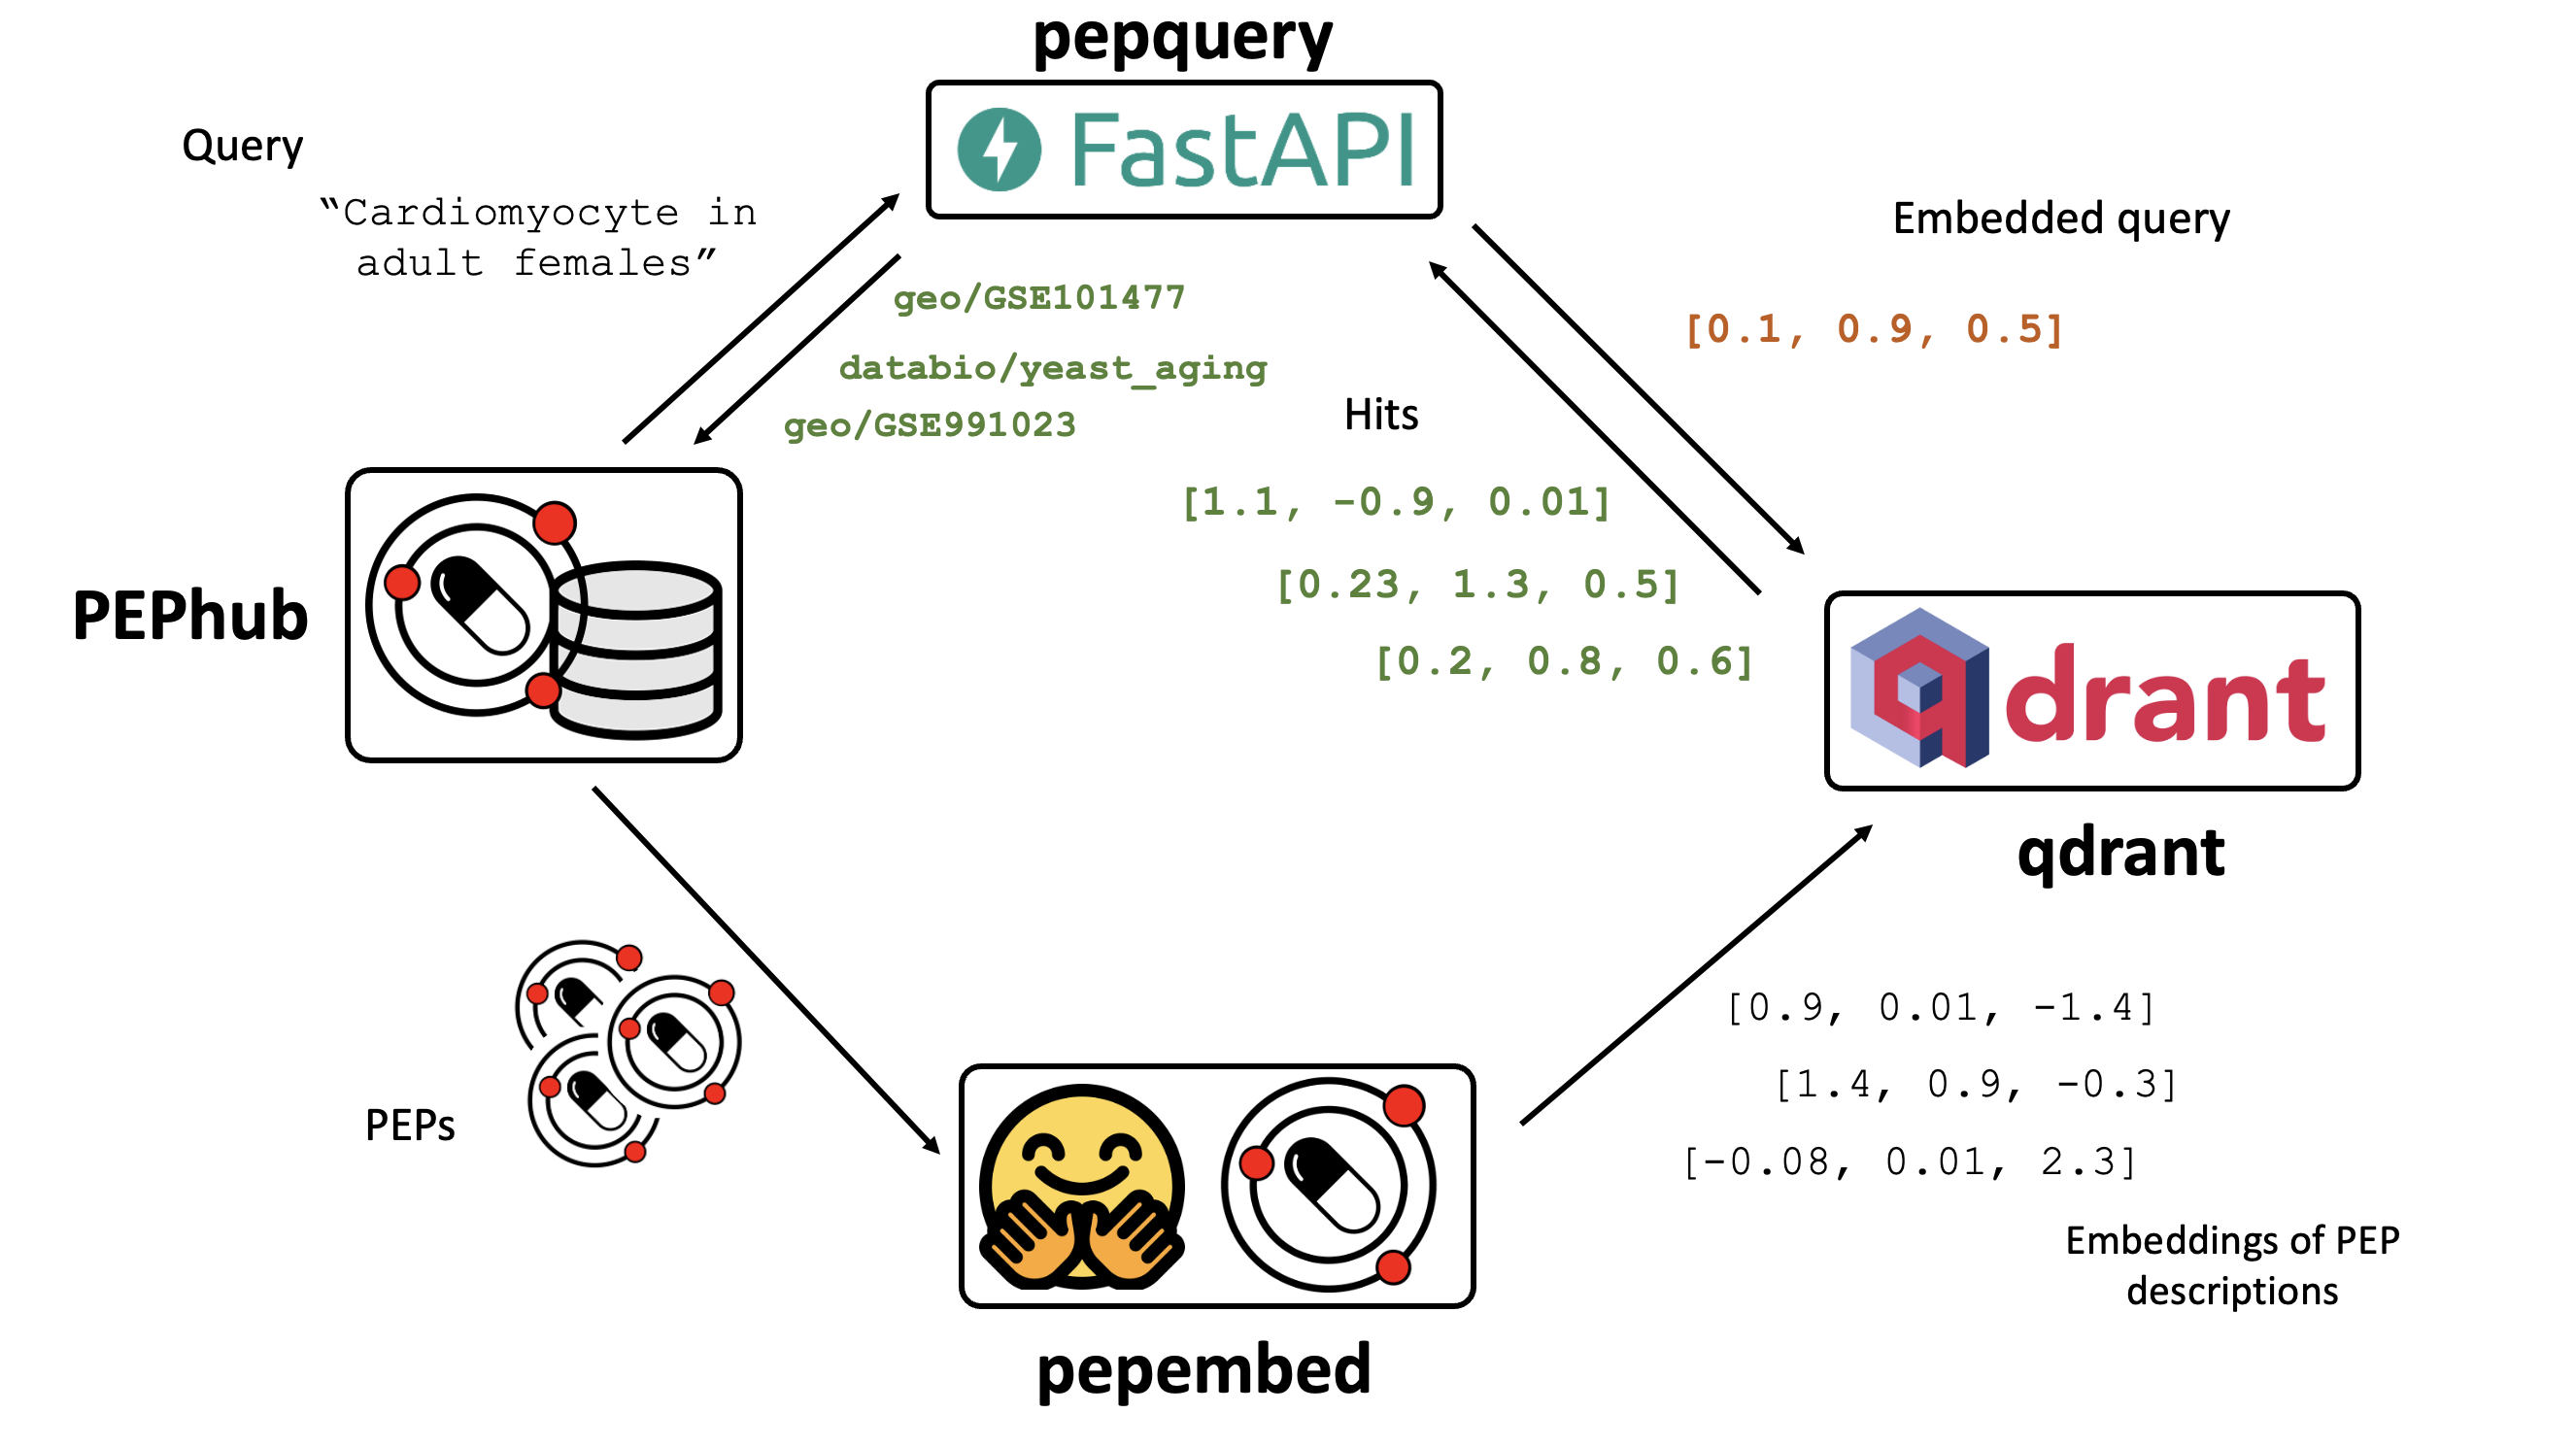 pepquery
FastAPI
Query
“Cardiomyocyte in
adult females”
geo/GSE101477
databio/yeast_aging
geo/GSE991023
Embedded query
[0.1, 0.9, 0.5]
Hits
[1.1, -0.9, 0.01]
[0.23, 1.3, 0.5]
[0.2, 0.8, 0.6]
PEPhub
qdrant
qdrant
PEPs
[0.9, 0.01, -1.4]
[1.4, 0.9, -0.3]
[-0.08, 0.01, 2.3]
Embeddings of PEP
descriptions
pepembed